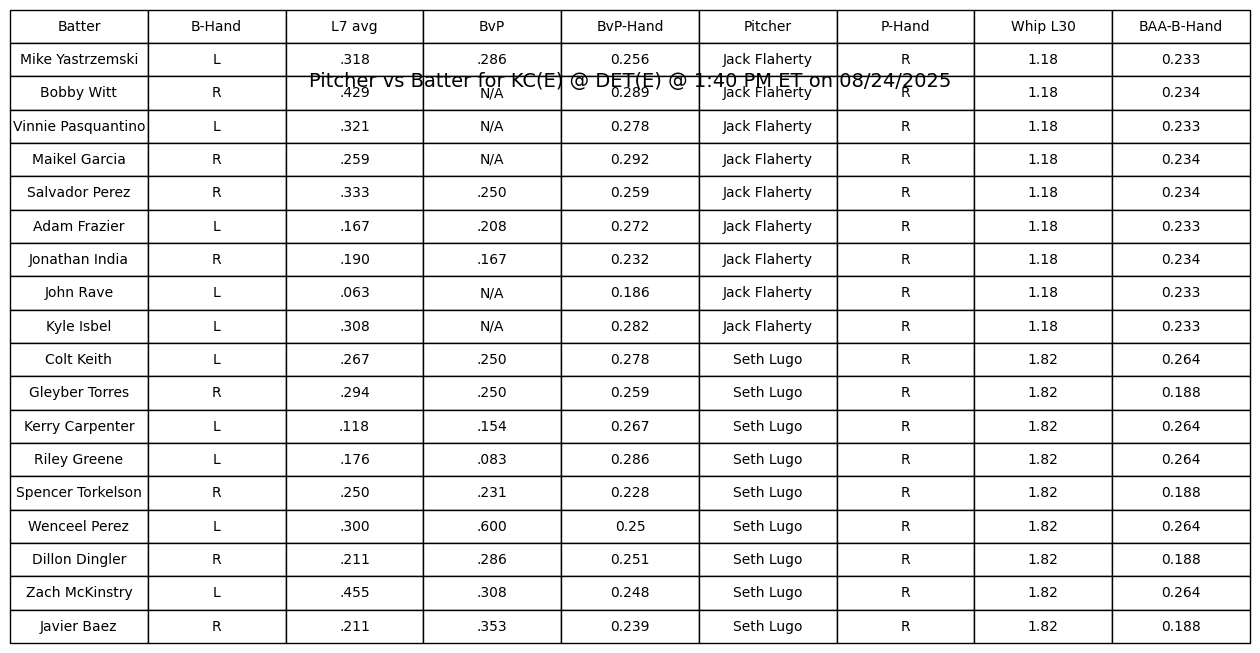 Batter B-Hand L7 avg BvP BvP-Hand Pitcher P-Hand Whip L30 BAA-B-Hand
Mike Yastrzemski L .318 .286 0.256 Jack Flaherty R 1.18 0.233
Pitcher vs Batter for KC(E) @ DET(E) @ 1:40 PM ET on 08/24/2025
Bobby Witt R .429 N/A 0.289 Jack Flaherty R 1.18 0.234
Vinnie Pasquantino L .321 N/A 0.278 Jack Flaherty R 1.18 0.233
Maikel Garcia R .259 N/A 0.292 Jack Flaherty R 1.18 0.234
Salvador Perez R .333 .250 0.259 Jack Flaherty R 1.18 0.234
Adam Frazier L .167 .208 0.272 Jack Flaherty R 1.18 0.233
Jonathan India R .190 .167 0.232 Jack Flaherty R 1.18 0.234
John Rave L .063 N/A 0.186 Jack Flaherty R 1.18 0.233
Kyle Isbel L .308 N/A 0.282 Jack Flaherty R 1.18 0.233
Colt Keith L .267 .250 0.278 Seth Lugo R 1.82 0.264
Gleyber Torres R .294 .250 0.259 Seth Lugo R 1.82 0.188
Kerry Carpenter L .118 .154 0.267 Seth Lugo R 1.82 0.264
Riley Greene L .176 .083 0.286 Seth Lugo R 1.82 0.264
Spencer Torkelson R .250 .231 0.228 Seth Lugo R 1.82 0.188
Wenceel Perez L .300 .600 0.25 Seth Lugo R 1.82 0.264
Dillon Dingler R .211 .286 0.251 Seth Lugo R 1.82 0.188
Zach McKinstry L .455 .308 0.248 Seth Lugo R 1.82 0.264
Javier Baez R .211 .353 0.239 Seth Lugo R 1.82 0.188